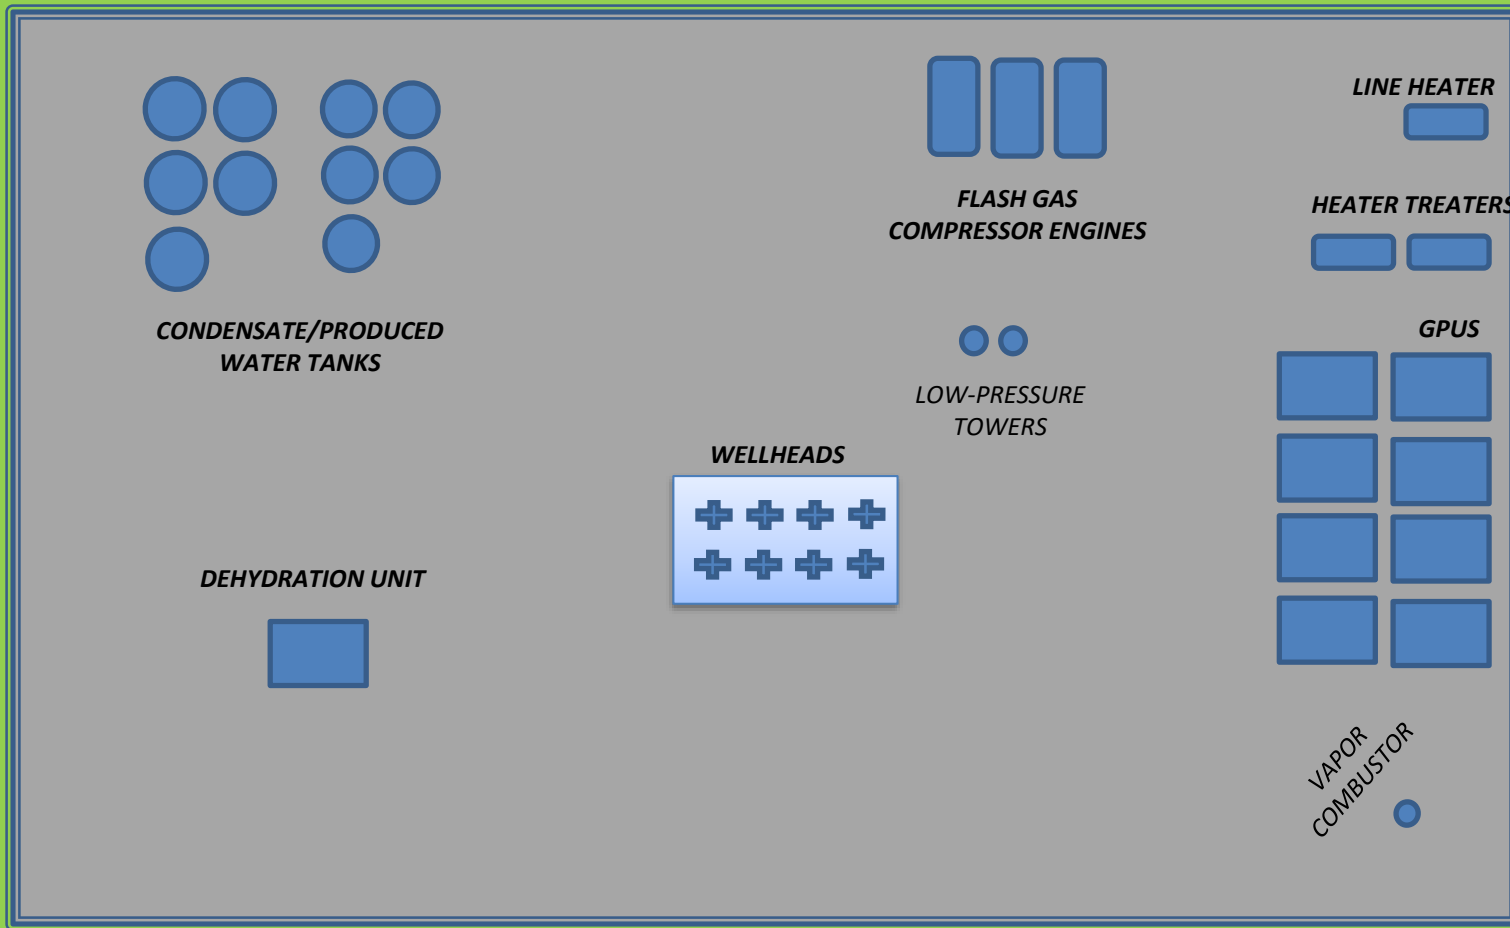 LINE HEATER
FLASH GAS
COMPRESSOR ENGINES
HEATER TREATERS
CONDENSATE/PRODUCED
WATER TANKS
GPUS
LOW-PRESSURE
TOWERS
WELLHEADS
DEHYDRATION UNIT
VAPOR
COMBUSTOR